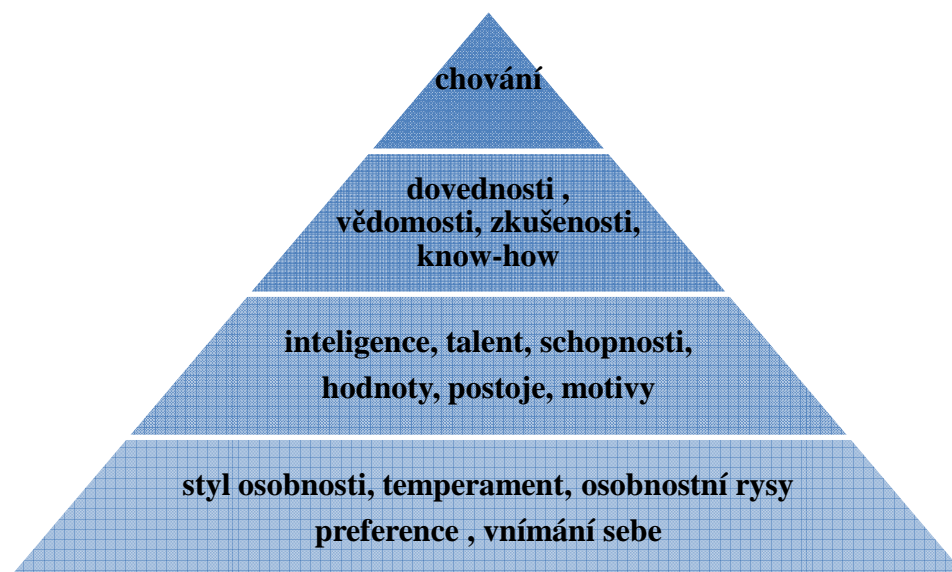 chování
dovednosti ,
vědomosti, zkušenosti,
know-how
inteligence, talent, schopnosti,
hodnoty, postoje, motivy
styl osobnosti, temperament, osobnostní rysy
preference , vnímání sebe